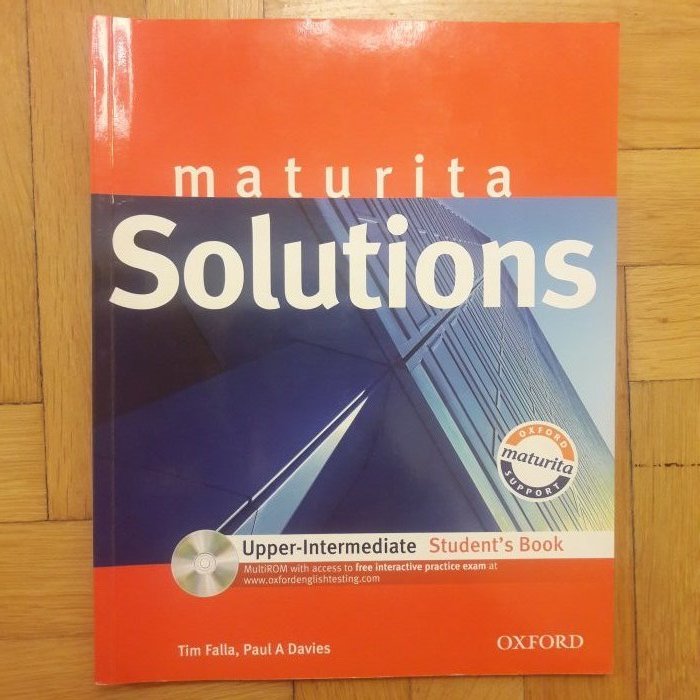 maturita
Solutions
OXFORD
maturita
SUPPORT
Upper-Intermediate Student's Book
MultiROM with access to free interactive practice exam at
www.oxfordenglishtesting.com
Tim Falla, Paul A Davies
OXFORD